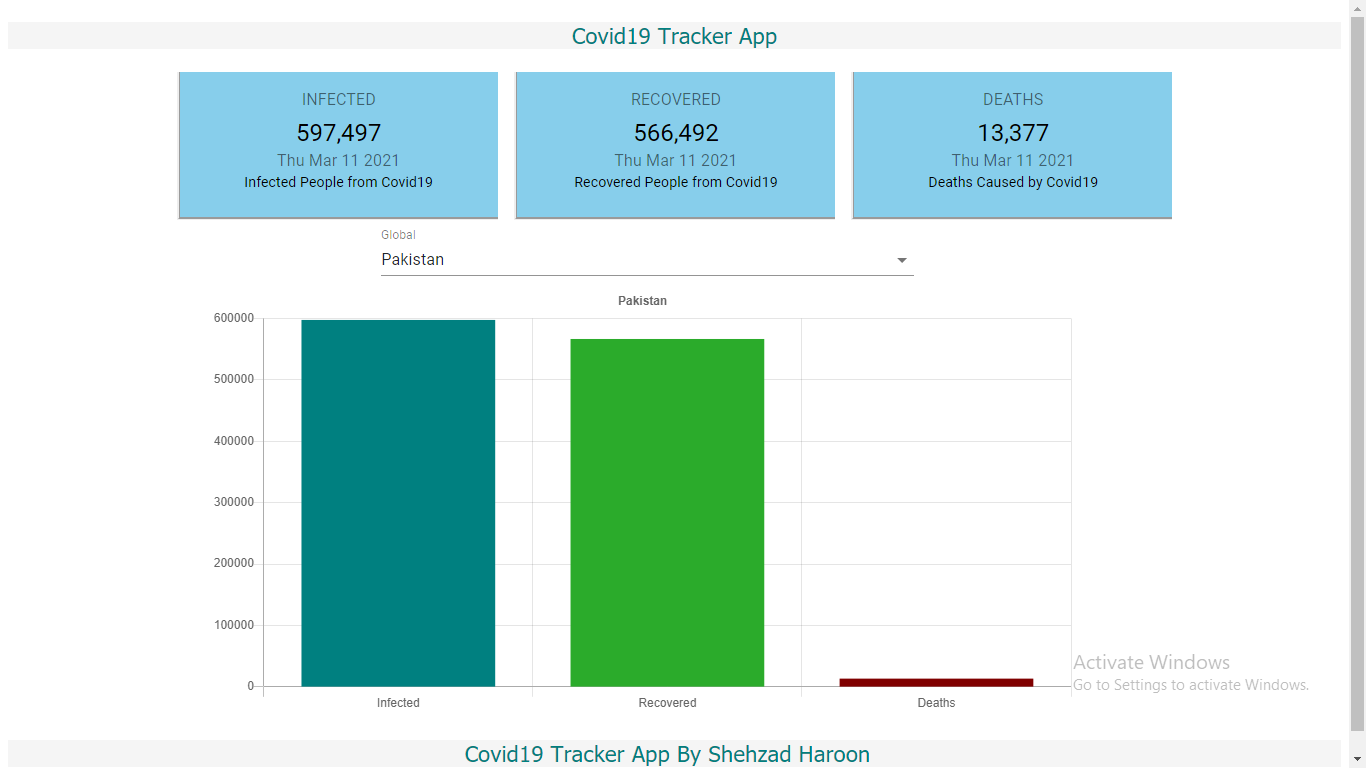 Covid19 Tracker App
INFECTED
597,497
Thu Mar 11 2021
Infected People from Covid19
RECOVERED
566,492
Thu Mar 11 2021
Recovered People from Covid19
DEATHS
13,377
Thu Mar 11 2021
Deaths Caused by Covid19
Global
Pakistan
Pakistan
600000
500000
400000
300000
200000
100000
0
Infected
Recovered
Deaths
Activate Windows
Go to Settings to activate Windows.
Covid19 Tracker App By Shehzad Haroon